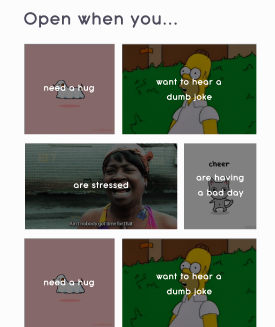 Open when you...
need a hug
want to hear a
dumb joke
are stressed
Ain't nobody got time for that
cheer
are having
a bad day
need a hug
want to hear a
dumb joke